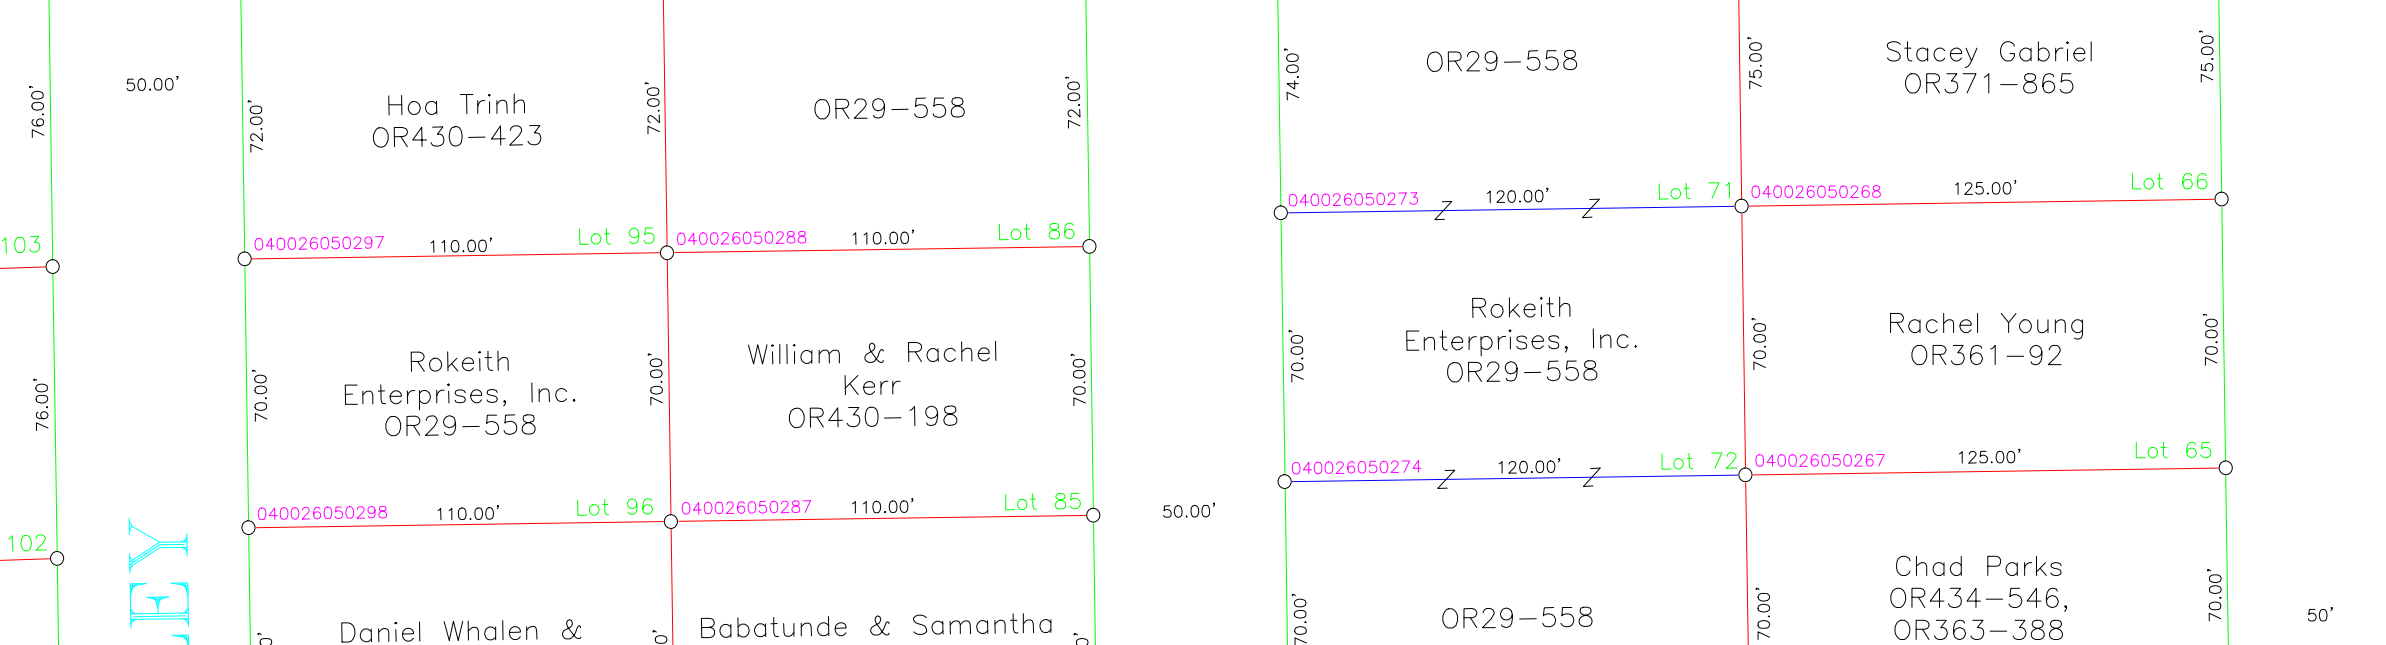 76.00'
50.00'
72.00'
Hoa Trinh
OR430-423
72.00'
OR29-558
72.00'
74.00'
OR29-558
75.00'
Stacey Gabriel
OR371-865
75.00'
103
040026050297
110.00'
Lot 95
040026050288
110.00'
Lot 86
040026050273
Z
120.00'
Z
Lot 71
040026050268
125.00'
Lot 66
76.00'
70.00'
Rokeith
Enterprises, Inc.
OR29-558
70.00'
William & Rachel
Kerr
OR430-198
70.00'
70.00'
Rokeith
Enterprises, Inc.
OR29-558
70.00'
Rachel Young
OR361-92
70.00'
102
040026050298
110.00'
Lot 96
040026050287
110.00'
Lot 85
50.00'
040026050274
Z
120.00'
Z
Lot 72
040026050267
125.00'
Lot 65
EY
0'
Daniel Whalen &
0'
Babatunde & Samantha
0'
70.00'
OR29-558
70.00'
Chad Parks
OR434-546,
OR363-388
70.00'
50'